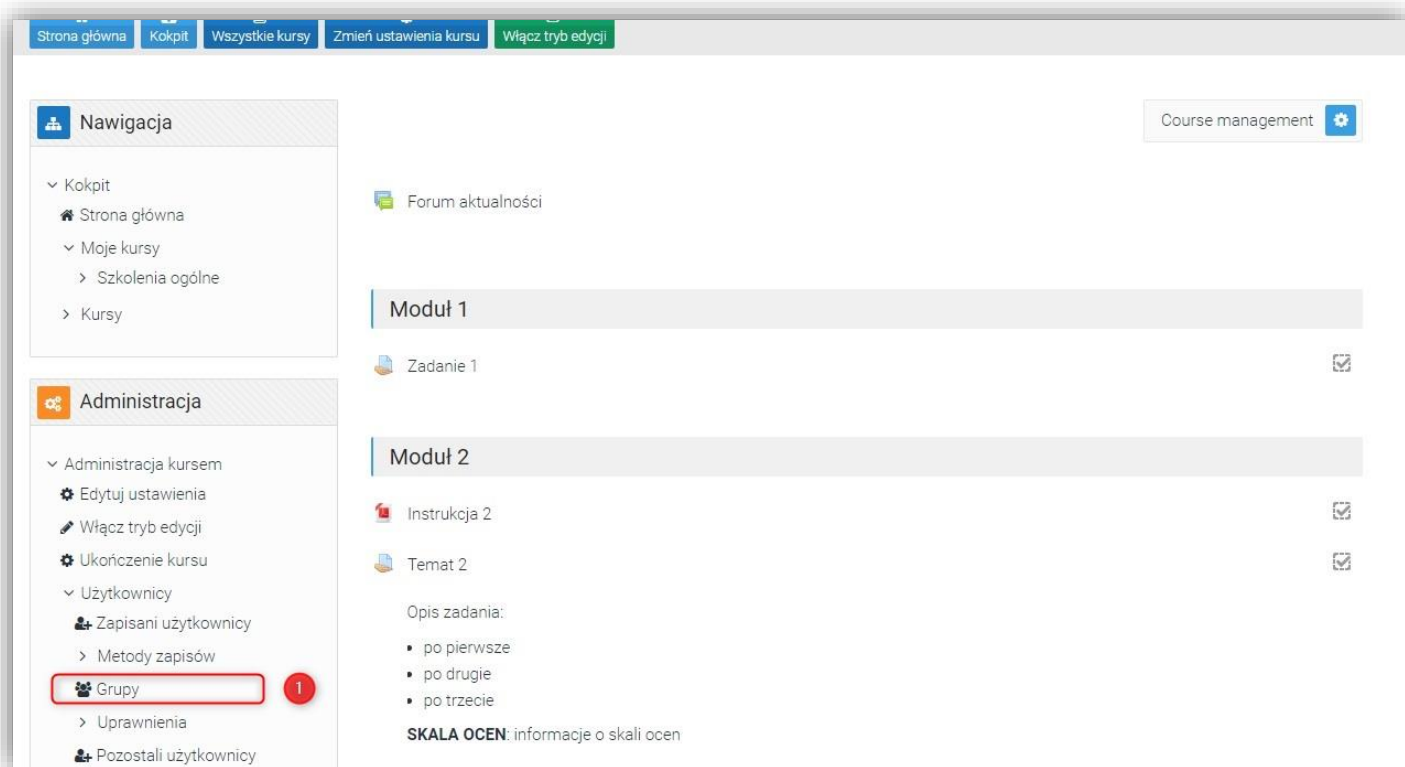 Strona główna
Kokpit
Wszystkie kursy
Zmień ustawienia kursu
Włącz tryb edycji
Nawigacja
Kokpit
Strona główna
Moje kursy
Szkolenia ogólne
Kursy
Administracja
Administracja kursem
Edytuj ustawienia
Włącz tryb edycji
Ukończenie kursu
Użytkownicy
Zapisani użytkownicy
Metody zapisów
Grupy
1
Uprawnienia
Pozostali użytkownicy
Course management
Forum aktualności
Moduł 1
Zadanie 1
Moduł 2
Instrukcja 2
Temat 2
Opis zadania:
• po pierwsze
• po drugie
• po trzecie
SKALA OCEN: informacje o skali ocen